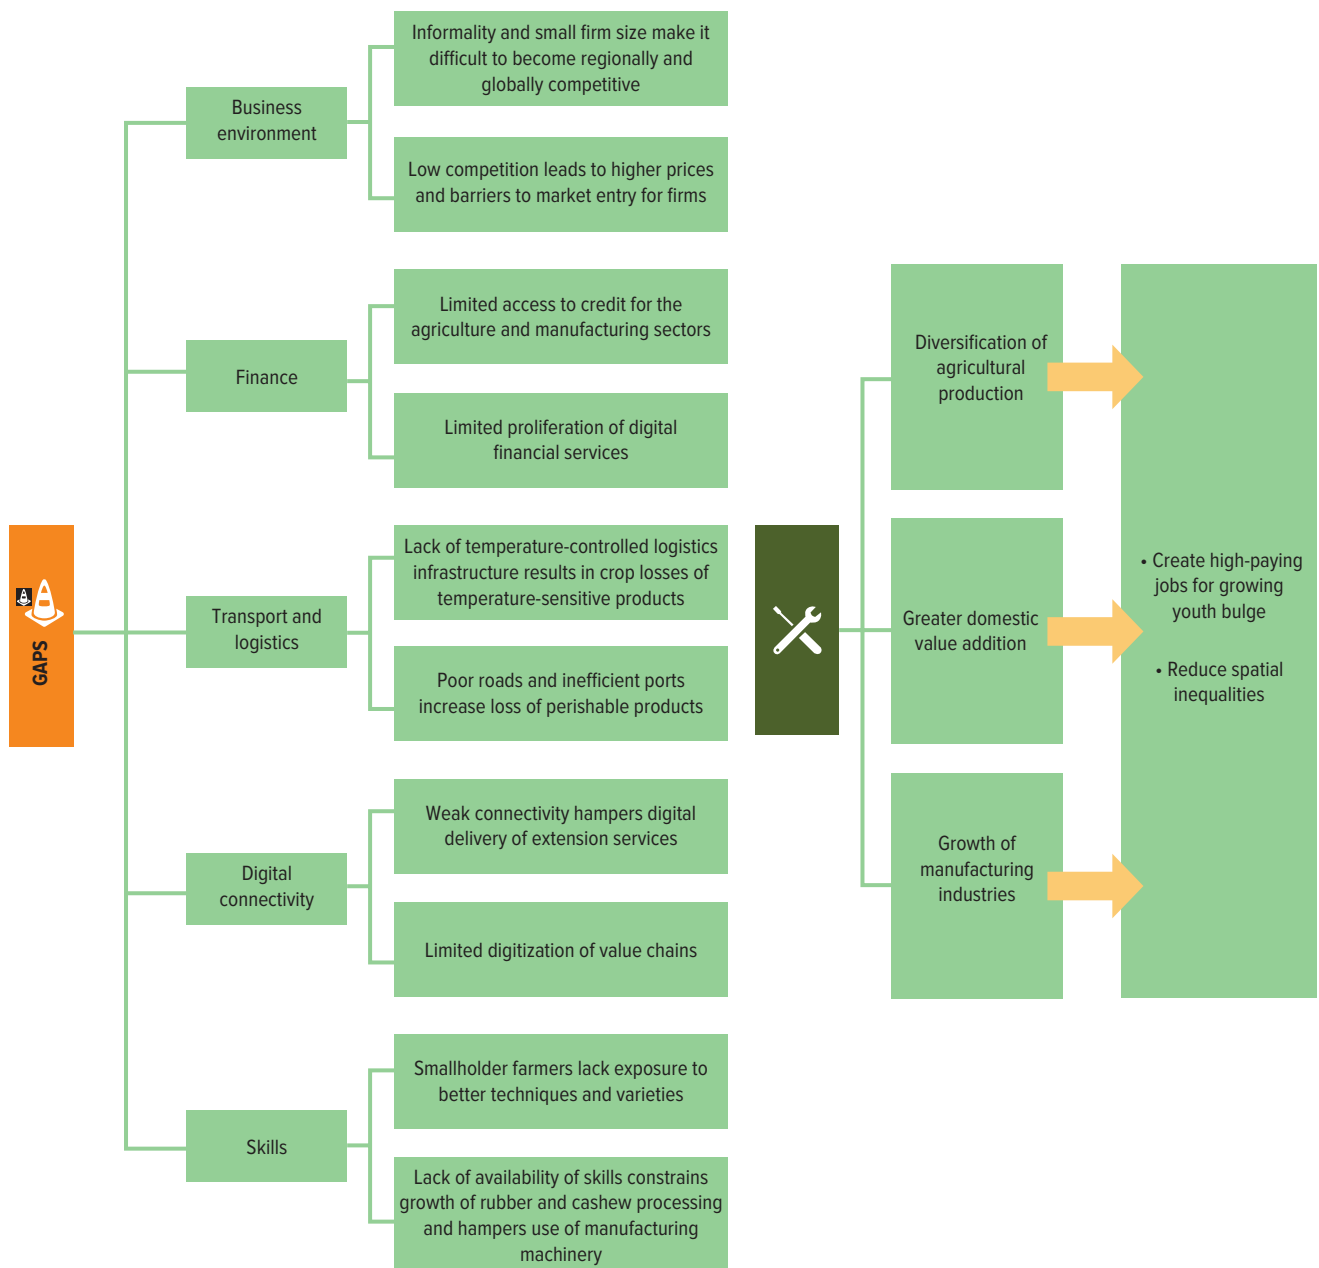 GAPS
Business
environment
Informality and small firm size make it
difficult to become regionally and
globally competitive
Low competition leads to higher prices
and barriers to market entry for firms
Finance
Limited access to credit for the
agriculture and manufacturing sectors
Limited proliferation of digital
financial services
Transport and
logistics
Lack of temperature-controlled logistics
infrastructure results in crop losses of
temperature-sensitive products
Poor roads and inefficient ports
increase loss of perishable products
Digital
connectivity
Weak connectivity hampers digital
delivery of extension services
Limited digitization of value chains
Skills
Smallholder farmers lack exposure to
better techniques and varieties
Lack of availability of skills constrains
growth of rubber and cashew processing
and hampers use of manufacturing
machinery
Diversification of
agricultural
production
Greater domestic
value addition
Growth of
manufacturing
industries
• Create high-paying
jobs for growing
youth bulge
• Reduce spatial
inequalities